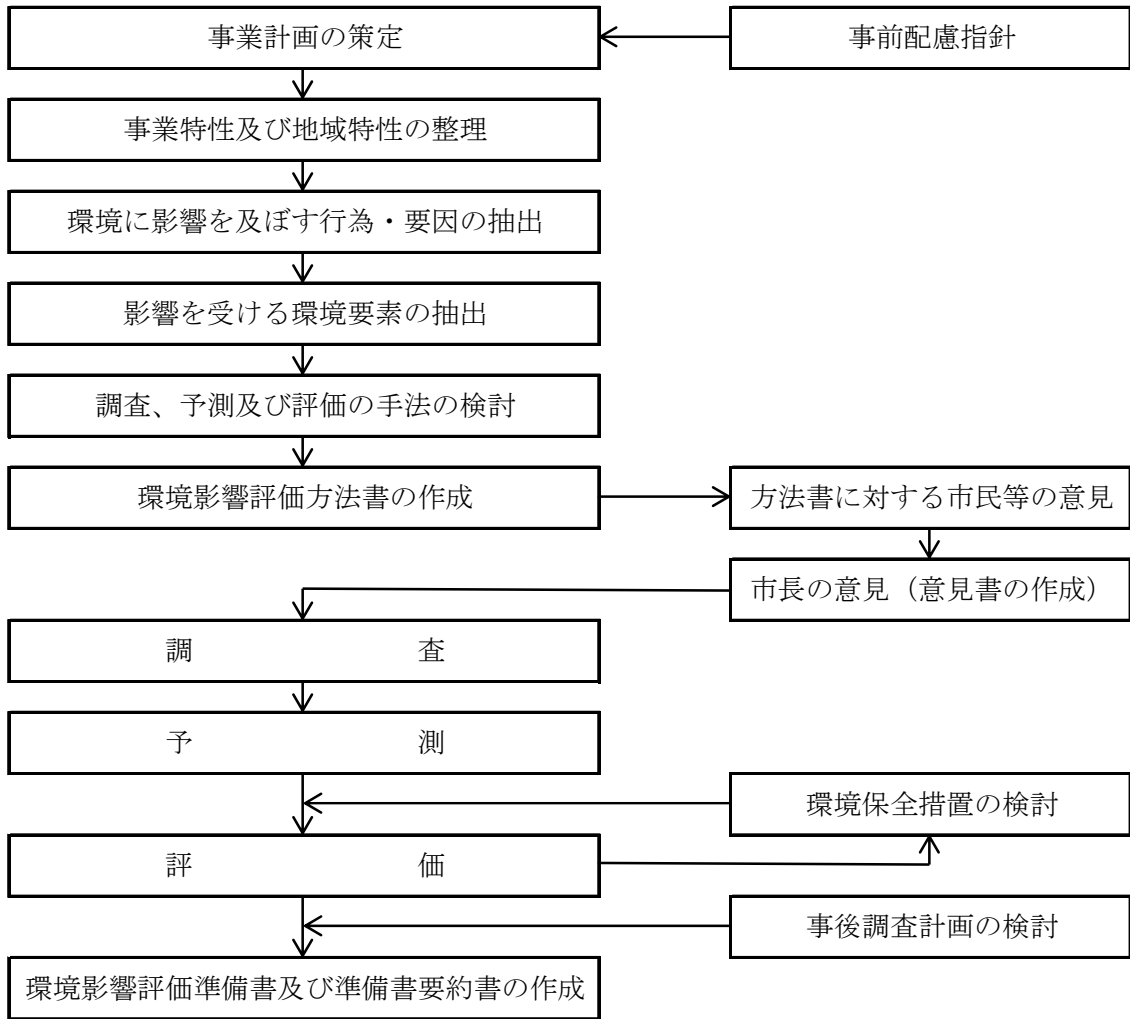 事業計画の策定
事前配慮指針
事業特性及び地域特性の整理
環境に影響を及ぼす行為・要因の抽出
影響を受ける環境要素の抽出
調査、予測及び評価の手法の検討
環境影響評価方法書の作成
方法書に対する市民等の意見
市長の意見（意見書の作成）
調査
予測
環境保全措置の検討
評価
事後調査計画の検討
環境影響評価準備書及び準備書要約書の作成